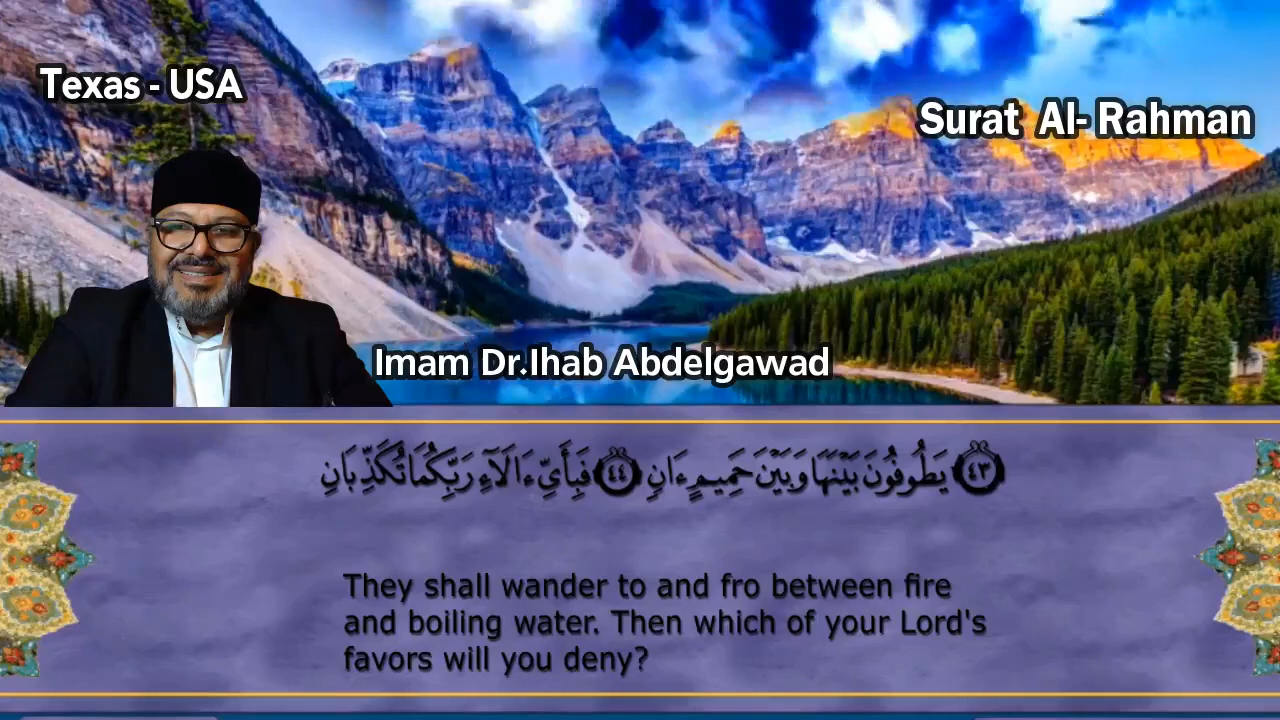 Texas - USA
Surat Al- Rahman
Imam Dr.Ihab Abdelgawad
٤٣ يَطُوفُونَ بَيْنَهَا وَبَيْنَ حَمِيمٍ ءَانٍ ٤٤ فَبِأَيِّ ءَالَآءِ رَبِّكُمَا تُكَذِّبَانِ
They shall wander to and fro between fire
and boiling water. Then which of your Lord's
favors will you deny?